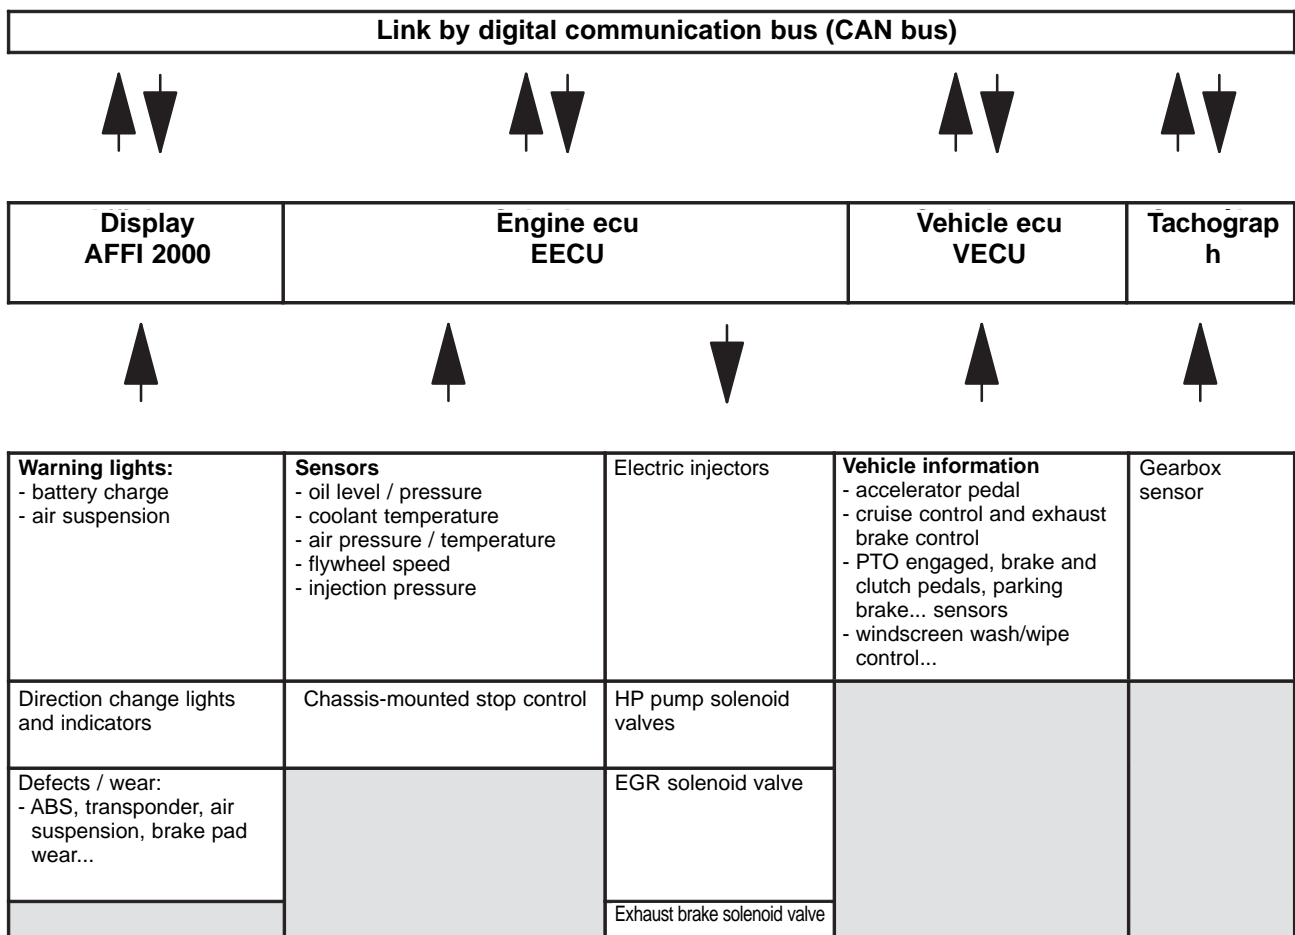 Link by digital communication bus (CAN bus)
Display
AFFI 2000
Engine ecu
EECU
Vehicle ecu
VECU
Tachograp
h
Warning lights:
- battery charge
- air suspension
Sensors
- oil level / pressure
- coolant temperature
- air pressure / temperature
- flywheel speed
- injection pressure
Electric injectors
Vehicle information
- accelerator pedal
- cruise control and exhaust
brake control
- PTO engaged, brake and
clutch pedals, parking
brake... sensors
- windscreen wash/wipe
control...
Gearbox
sensor
Direction change lights
and indicators
Chassis-mounted stop control
HP pump solenoid
valves
Defects / wear:
- ABS, transponder, air
suspension, brake pad
wear...
EGR solenoid valve
Exhaust brake solenoid valve